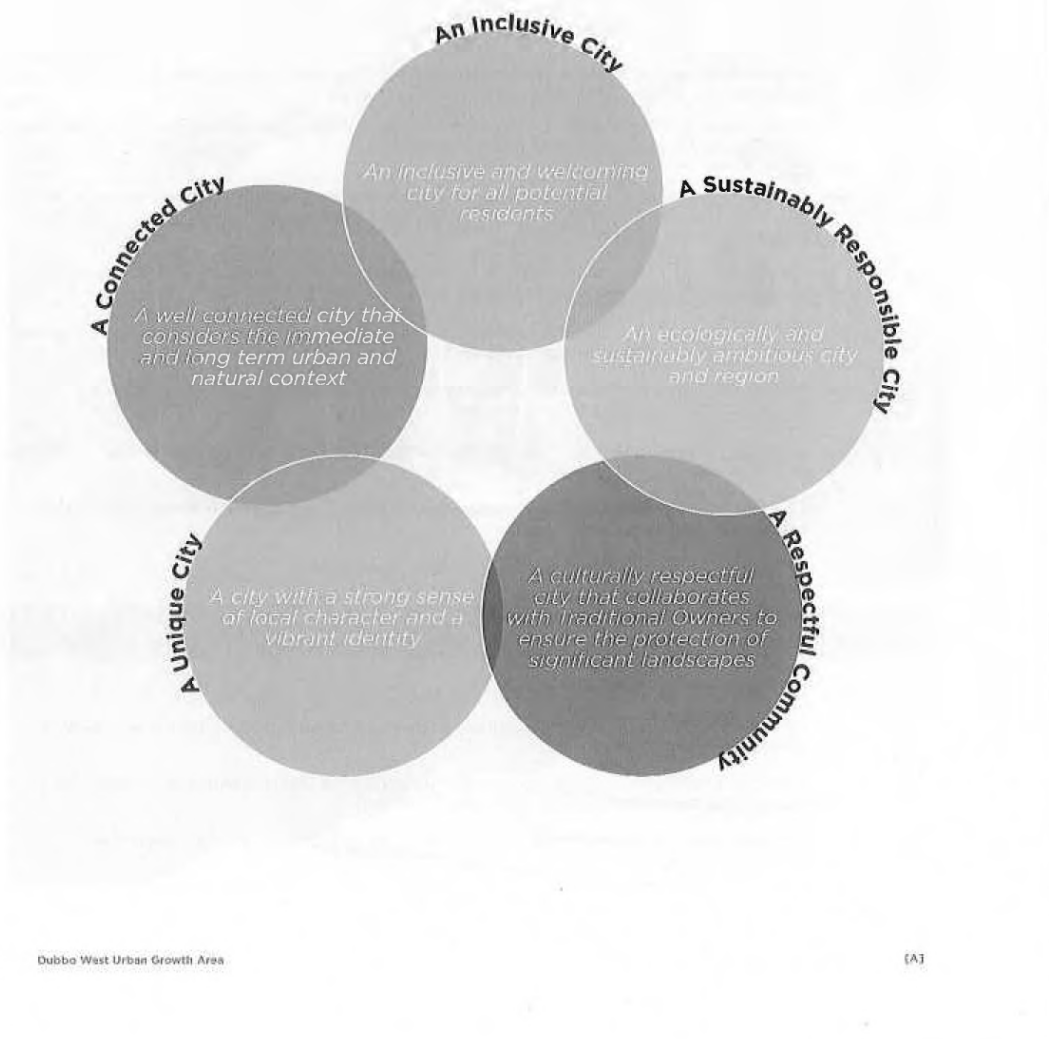 An Inclusive City
An inclusive and welcoming
city for all potential
residents
A Connected City
A well connected city that
considers the immediate
and long term urban and
natural context
A Sustainably Responsible City
An ecologically and
sustainably ambitious city
and region
A Unique City
A city with a strong sense
of local character and a
vibrant identity
A Respectful Community
A culturally respectful
city that collaborates
with Traditional Owners to
ensure the protection of
significant landscapes
Dubbo West Urban Growth Area
[A]